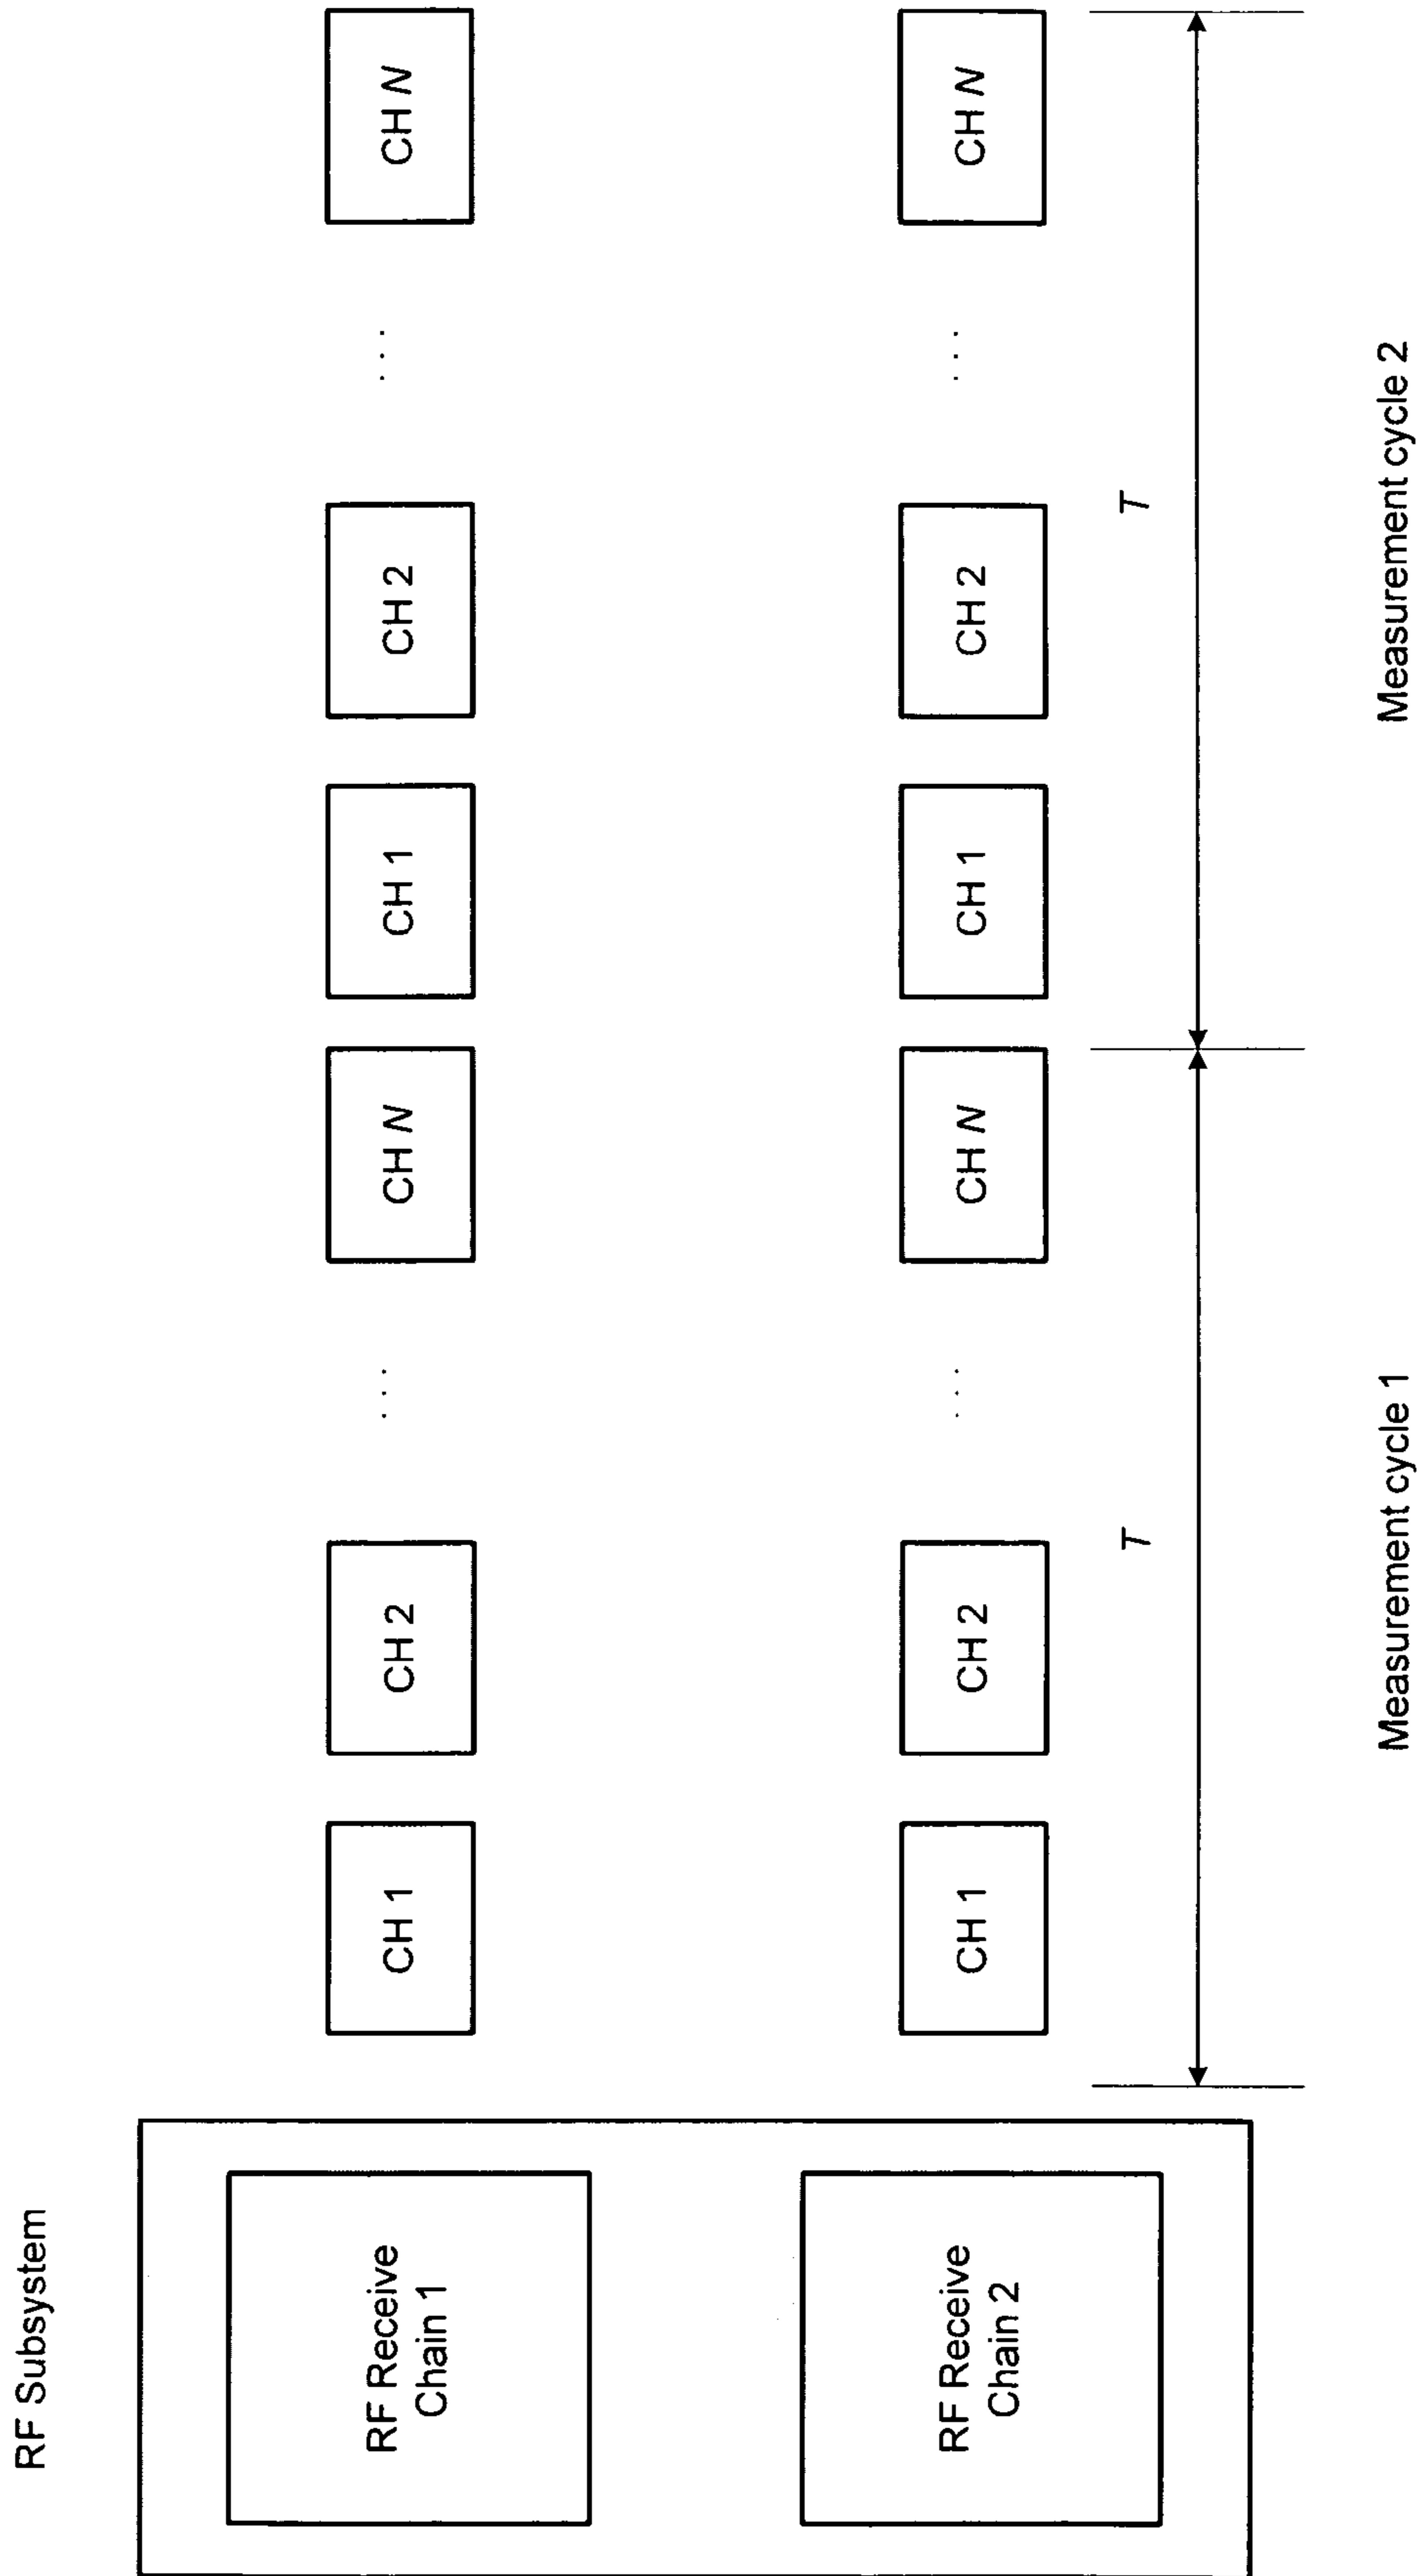 RF Subsystem
RF Receive
Chain 1
CH 1
CH 2
...
CH N
CH 1
CH 2
...
CH N
RF Receive
Chain 2
CH 1
CH 2
...
CH N
CH 1
CH 2
...
CH N
T
T
Measurement cycle 1
Measurement cycle 2